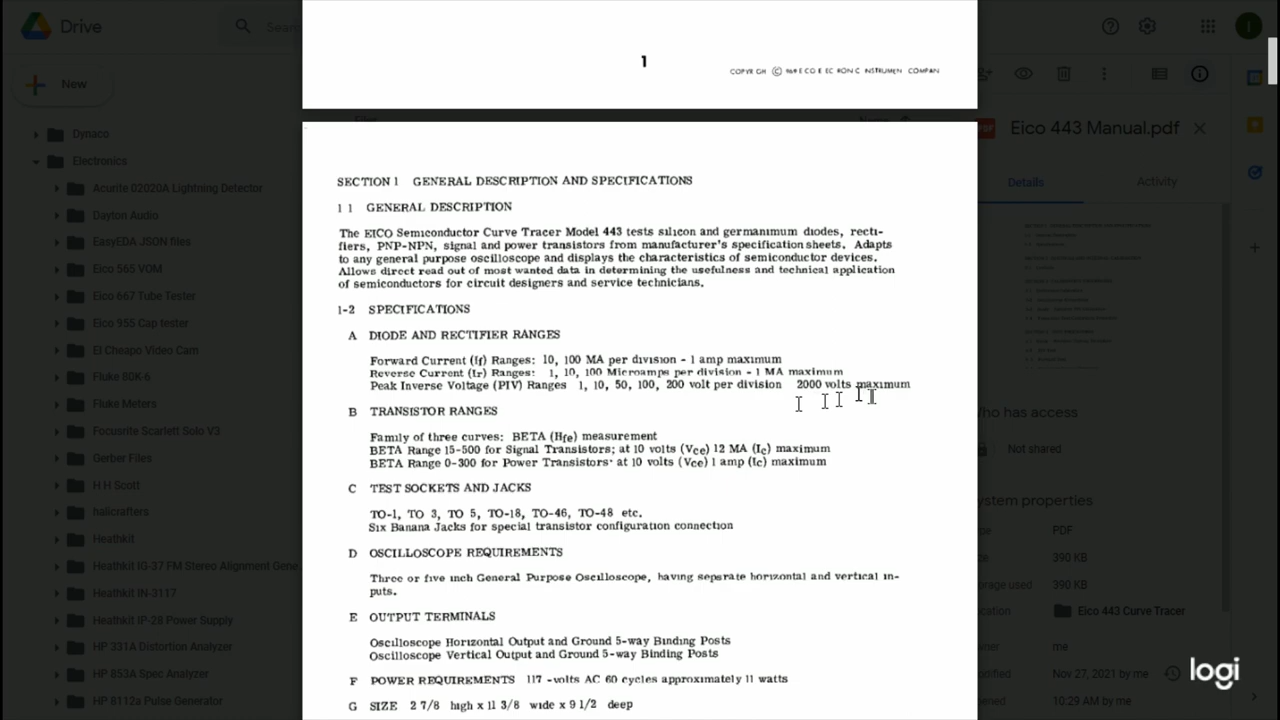 Drive
Sear
New
Dynaco
Electronics
Acurite 02020A Lightning Detector
Dayton Audio
EasyEDA JSON files
Eico 565 VOM
Eico 667 Tube Tester
Eico 955 Cap tester
El Cheapo Video Cam
Fluke 80K-6
Fluke Meters
Focusrite Scarlett Solo V3
Gerber Files
H H Scott
halicrafters
Heathkit
Heathkit IG-37 FM Stereo Alignment Gene
Heathkit IN-3117
Heathkit IP-28 Power Supply
HP 331A Distortion Analyzer
HP 853A Spec Analyzer
HP 8112a Pulse Generator
1
COPYR GH © 969 E CO E EC RON C INSTRUMEN COMPAN
SECTION 1 GENERAL DESCRIPTION AND SPECIFICATIONS
1 1 GENERAL DESCRIPTION
The EICO Semiconductor Curve Tracer Model 443 tests silicon and germanimum diodes, recti-
fiers, PNP-NPN, signal and power transistors from manufacturer's specification sheets. Adapts
to any general purpose oscilloscope and displays the characteristics of semiconductor devices.
Allows direct read out of most wanted data in determining the usefulness and technical application
of semiconductors for circuit designers and service technicians.
1-2 SPECIFICATIONS
A DIODE AND RECTIFIER RANGES
Forward Current (If) Ranges: 10, 100 MA per division - 1 amp maximum
Reverse Current (Ir) Ranges: 1, 10, 100 Microamps per division - 1 MA maximum
Peak Inverse Voltage (PIV) Ranges 1, 10, 50, 100, 200 volt per division 2000 volts maximum
B TRANSISTOR RANGES
Family of three curves: BETA (Hfe) measurement
BETA Range 15-500 for Signal Transistors; at 10 volts (Vce) 12 MA (Ic) maximum
BETA Range 0-300 for Power Transistors· at 10 volts (Vce) 1 amp (Ic) maximum
C TEST SOCKETS AND JACKS
TO-1, TO 3, TO 5, TO-18, TO-46, TO-48 etc.
Six Banana Jacks for special transistor configuration connection
D OSCILLOSCOPE REQUIREMENTS
Three or five inch General Purpose Oscilloscope, having separate horizontal and vertical in-
puts.
E OUTPUT TERMINALS
Oscilloscope Horizontal Output and Ground 5-way Binding Posts
Oscilloscope Vertical Output and Ground 5-way Binding Posts
F POWER REQUIREMENTS 117 -volts AC 60 cycles approximately 11 watts
G SIZE 2 7/8 high x 11 3/8 wide x 9 1/2 deep
Eico 443 Manual.pdf
Details
Activity
Who has access
Not shared
ystem properties
PDF
390 KB
orage used
390 KB
Eico 443 Curve Tracer
me
Nov 27, 2021 by me
10:29 AM by me
logi